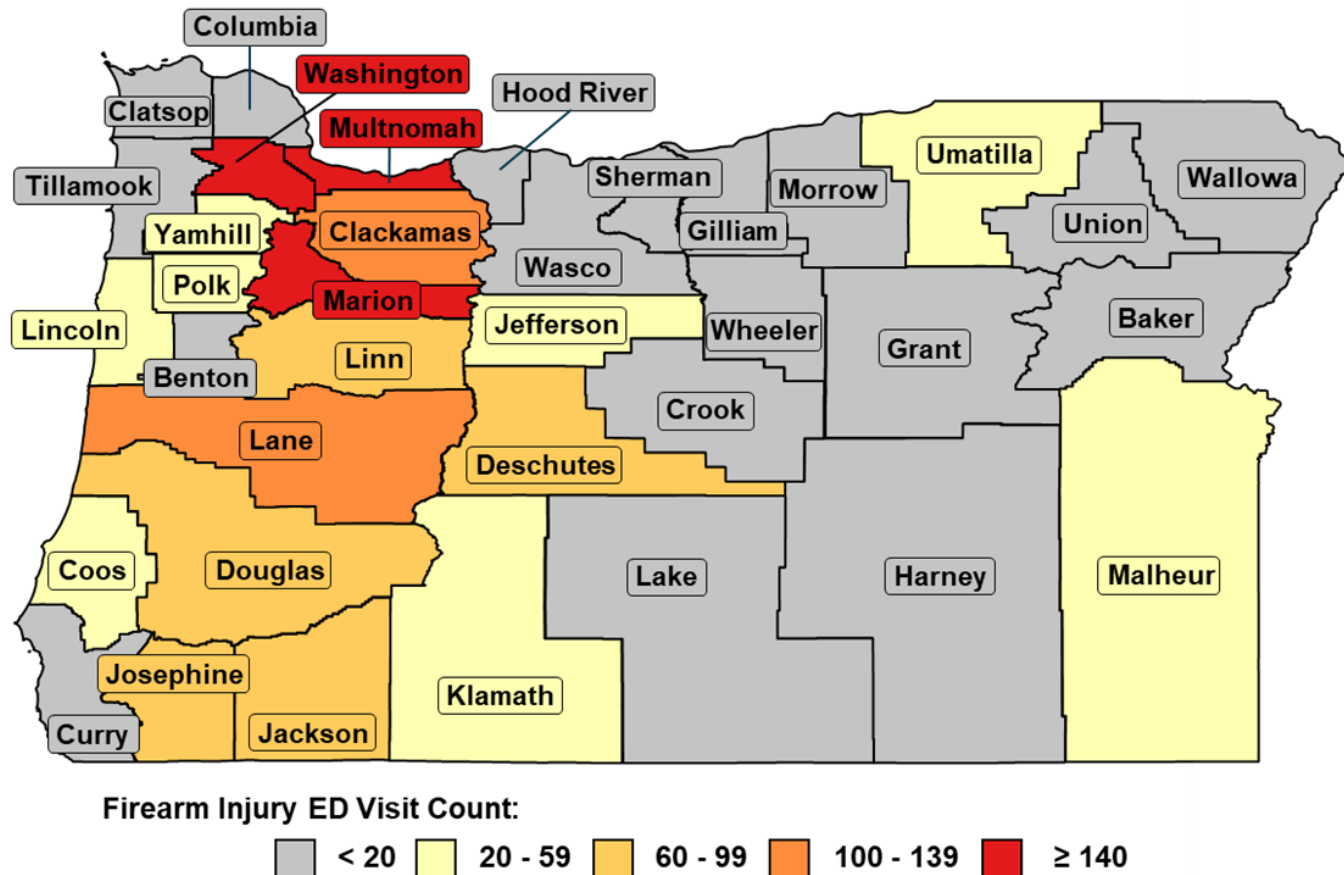 Columbia
Washington
Hood River
Clatsop
Multnomah
Umatilla
Sherman
Tillamook
Morrow
Wallowa
Union
Yamhill
Clackamas
Gilliam
Wasco
Polk
Marion
Baker
Lincoln
Jefferson
Wheeler
Linn
Grant
Benton
Crook
Lane
Deschutes
Coos
Douglas
Lake
Harney
Malheur
Josephine
Klamath
Curry
Jackson
Firearm Injury ED Visit Count:
< 20 20 - 59 60 - 99 100 - 139 ≥ 140